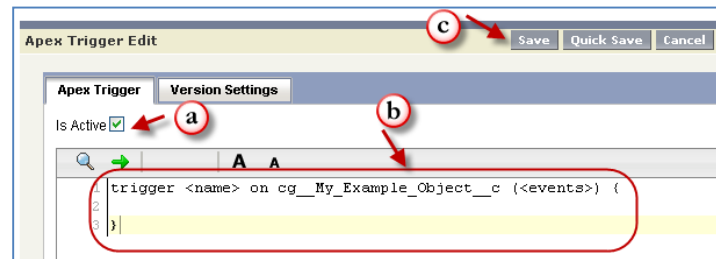 c
Apex Trigger Edit Save Quick Save Cancel
Apex Trigger Version Settings
Is Active a
b
A A
1 trigger <name> on cg__My_Example_Object__c (<events>) {
2
3 }